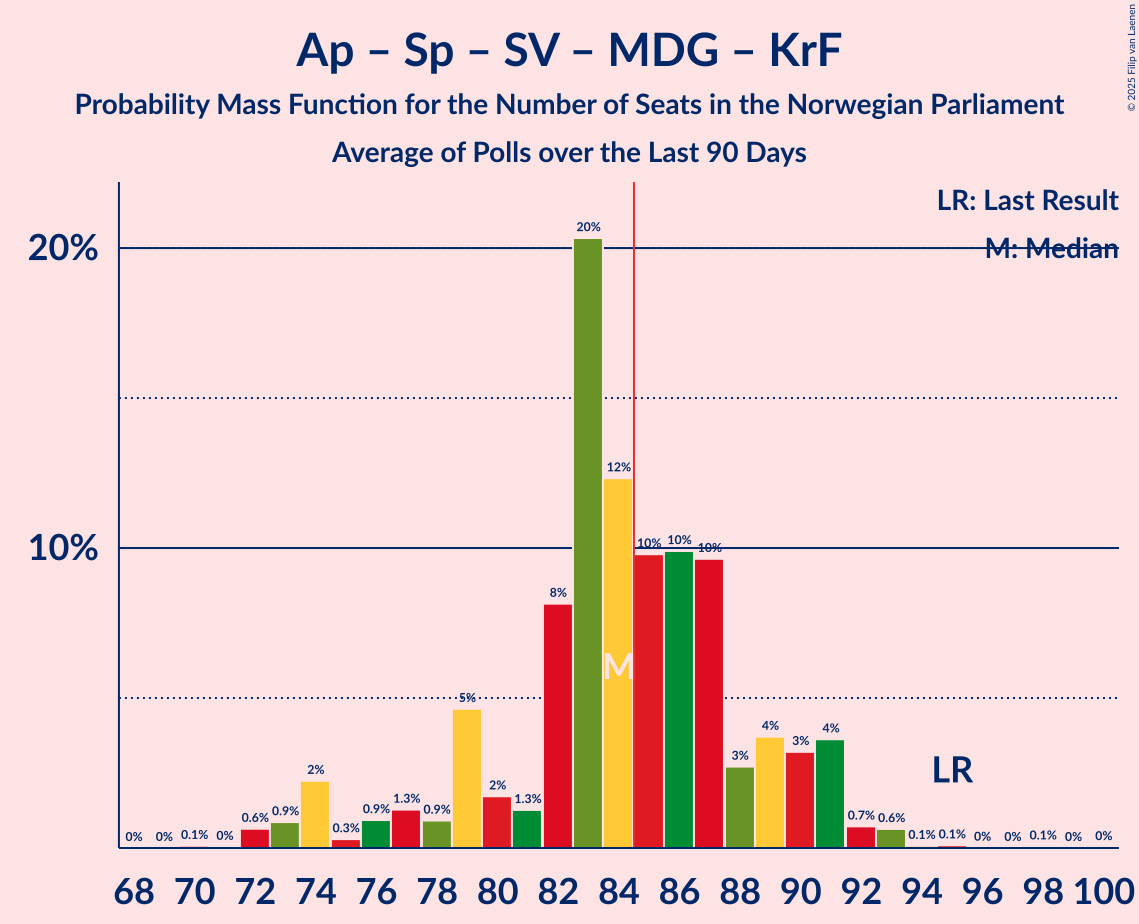 Ap – Sp – SV – MDG – KrF
Probability Mass Function for the Number of Seats in the Norwegian Parliament
Average of Polls over the Last 90 Days
© 2025 Filip van Laenen
LR: Last Result
M: Median
20%
10%
0% 0% 0.1% 0% 0.6% 0.9% 2% 0.3% 0.9% 1.3% 0.9% 5% 2% 1.3% 8% 20% 12% 10% 10% 10% 3% 4% 3% 4% 0.7% 0.6% 0.1% 0.1% 0% 0% 0.1% 0% 0%
M
LR
68 70 72 74 76 78 80 82 84 86 88 90 92 94 96 98 100